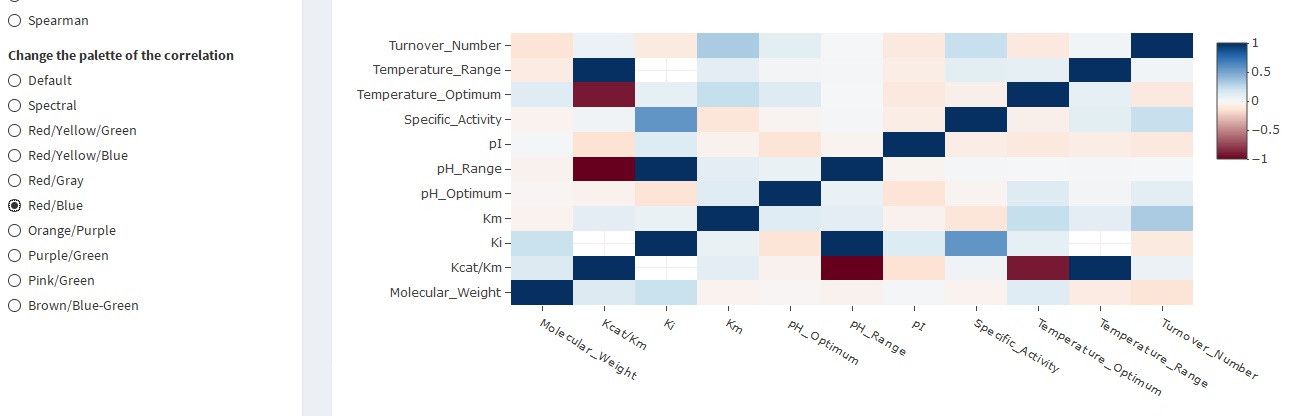 Spearman
Change the palette of the correlation
Default
Spectral
Red/Yellow/Green
Red/Yellow/Blue
Red/Gray
Red/Blue
Orange/Purple
Purple/Green
Pink/Green
Brown/Blue-Green
Turnover_Number
Temperature_Range
Temperature_Optimum
Specific_Activity
pI
pH_Range
pH_Optimum
Km
Ki
Kcat/Km
Molecular_Weight
Molecular_Weight
Kcat/Km
Ki
Km
pH_Optimum
pH_Range
pI
Specific_Activity
Temperature_Optimum
Temperature_Range
Turnover_Number
1
0.5
0
−0.5
−1